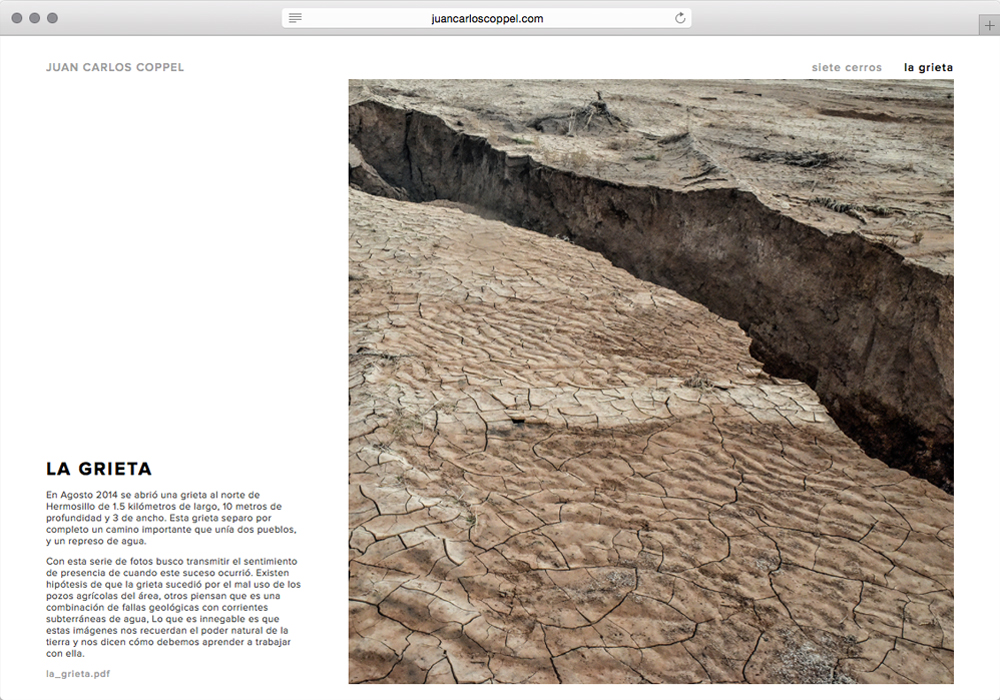 juancarloscoppel.com
JUAN CARLOS COPPEL
siete cerros la grieta
LA GRIETA
En Agosto 2014 se abrió una grieta al norte de
Hermosillo de 1.5 kilómetros de largo, 10 metros de
profundidad y 3 de ancho. Esta grieta separo por
completo un camino importante que unía dos pueblos,
y un represo de agua.
Con esta serie de fotos busco transmitir el sentimiento
de presencia de cuando este suceso ocurrió. Existen
hipótesis de que la grieta sucedió por el mal uso de los
pozos agrícolas del área, otros piensan que es una
combinación de fallas geológicas con corrientes
subterráneas de agua, Lo que es innegable es que
estas imágenes nos recuerdan el poder natural de la
tierra y nos dicen cómo debemos aprender a trabajar
con ella.
la_grieta.pdf